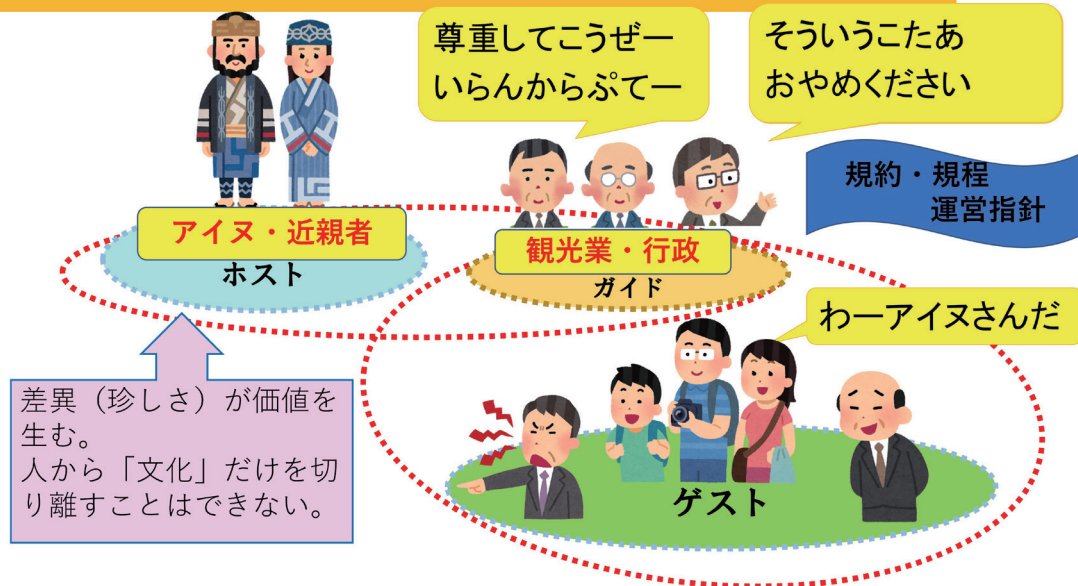 尊重してこうぜー
いらんからぷてー
そういうこたあ
おやめください
規約・規程
運営指針
アイヌ・近親者
ホスト
観光業・行政
ガイド
わーアイヌさんだ
差異（珍しさ）が価値を
生む。
人から「文化」だけを切
り離すことはできない。
ゲスト